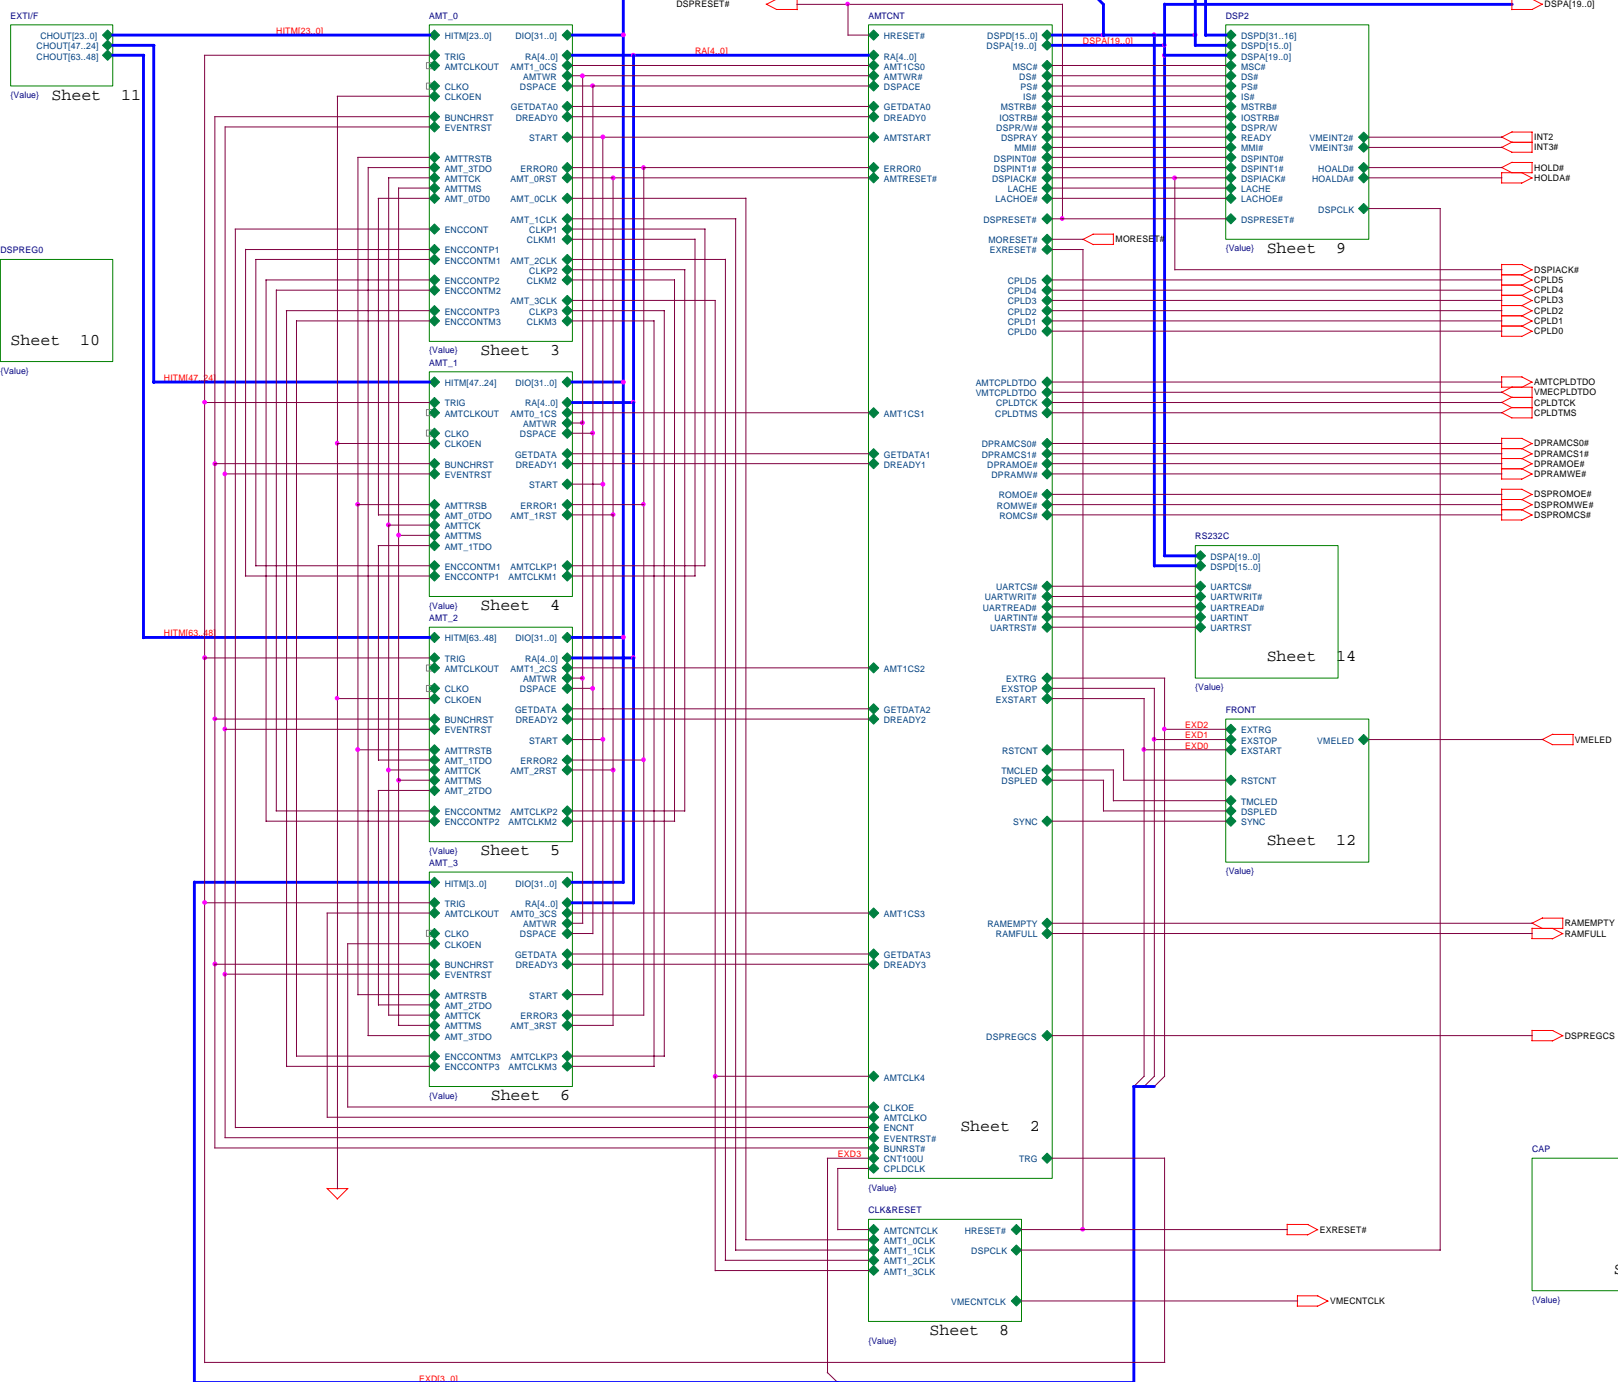 DSPRESET#
DSPA[19..0]
EXTI/F
CHOUT[23..0]
CHOUT[47..24]
CHOUT[63..48]
{Value}
Sheet 11
HITM[23..0]
HITM[47..24]
HITM[63..48]
DSPREG0
Sheet 10
{Value}
AMT_0
HITM[23..0]
TRIG
AMTCLKOUT
CLKO
CLKOEN
BUNCHRST
EVENTRST
AMTTRSTB
AMT_3TDO
AMTTCK
AMTTMS
AMT_0TD0
ENCCONT
ENCCONTP1
ENCCONTM1
ENCCONTP2
ENCCONTM2
ENCCONTP3
ENCCONTM3
DIO[31..0]
RA[4..0]
AMT1_0CS
AMTWR
DSPACE
GETDATA0
DREADY0
START
ERROR0
AMT_0RST
AMT_0CLK
AMT_1CLK
CLKP1
CLKM1
AMT_2CLK
CLKP2
CLKM2
AMT_3CLK
CLKP3
CLKM3
{Value}
Sheet 3
RA[4..0]
AMT_1
HITM[47..24]
TRIG
AMTCLKOUT
CLKO
CLKOEN
BUNCHRST
EVENTRST
AMTTRSB
AMT_0TDO
AMTTCK
AMTTMS
AMT_1TDO
ENCCONTM1
ENCCONTP1
DIO[31..0]
RA[4..0]
AMT0_1CS
AMTWR
DSPACE
GETDATA
DREADY1
START
ERROR1
AMT_1RST
AMTCLKP1
AMTCLKM1
{Value}
Sheet 4
AMT_2
HITM[63..48]
TRIG
AMTCLKOUT
CLKO
CLKOEN
BUNCHRST
EVENTRST
AMTTRSTB
AMT_1TDO
AMTTCK
AMTTMS
AMT_2TDO
ENCCONTM2
ENCCONTP2
DIO[31..0]
RA[4..0]
AMT1_2CS
AMTWR
DSPACE
GETDATA
DREADY2
START
ERROR2
AMT_2RST
AMTCLKP2
AMTCLKM2
{Value}
Sheet 5
AMT_3
HITM[3..0]
TRIG
AMTCLKOUT
CLKO
CLKOEN
BUNCHRST
EVENTRST
AMTRSTB
AMT_2TDO
AMTTCK
AMTTMS
AMT_3TDO
ENCCONTM3
ENCCONTP3
DIO[31..0]
RA[4..0]
AMT0_3CS
AMTWR
DSPACE
GETDATA
DREADY3
START
ERROR3
AMT_3RST
AMTCLKP3
AMTCLKM3
{Value}
Sheet 6
AMTCNT
HRESET#
RA[4..0]
AMT1CS0
AMTWR#
DSPACE
GETDATA0
DREADY0
AMTSTART
ERROR0
AMTRESET#
AMT1CS1
GETDATA1
DREADY1
AMT1CS2
GETDATA2
DREADY2
AMT1CS3
GETDATA3
DREADY3
AMTCLK4
CLKOE
AMTCLKO
ENCNT
EVENTRST#
BUNRST#
CNT100U
CPLDCLK
EXD3
DSPD[15..0]
DSPA[19..0]
MSC#
DS#
PS#
IS#
MSTRB#
IOSTRB#
DSPR/W#
DSPRAY
MMI#
DSPINT0#
DSPINT1#
DSPIACK#
LACHE
LACHOE#
DSPRESET#
MORESET#
EXRESET#
CPLD5
CPLD4
CPLD3
CPLD2
CPLD1
CPLD0
AMTCPLDTDO
VMTCPLDTDO
CPLDTCK
CPLDTMS
DPRAMCS0#
DPRAMCS1#
DPRAMOE#
DPRAMW#
ROMOE#
ROMWE#
ROMCS#
UARTCS#
UARTWRIT#
UARTREAD#
UARTINT#
UARTRST#
EXTRG
EXSTOP
EXSTART
RSTCNT
TMCLED
DSPLED
SYNC
RAMEMPTY
RAMFULL
DSPREGCS
TRG
Sheet 2
{Value}
DSPA[19..0]
DSP2
DSPD[31..16]
DSPD[15..0]
DSPA[19..0]
MSC#
DS#
PS#
IS#
MSTRB#
IOSTRB#
DSPR/W
READY
MMI#
DSPINT0#
DSPINT1#
DSPIACK#
LACHE
LACHOE#
DSPRESET#
VMEINT2#
VMEINT3#
HOALD#
HOALDA#
DSPCLK
{Value}
Sheet 9
INT2
INT3#
HOLD#
HOLDA#
MORESET#
DSPIACK#
CPLD5
CPLD4
CPLD3
CPLD2
CPLD1
CPLD0
AMTCPLDTDO
VMECPLDTDO
CPLDTCK
CPLDTMS
DPRAMCS0#
DPRAMCS1#
DPRAMOE#
DPRAMWE#
DSPROMOE#
DSPROMWE#
DSPROMCS#
RS232C
DSPA[19..0]
DSPD[15..0]
UARTCS#
UARTWRIT#
UARTREAD#
UARTINT
UARTRST
Sheet 14
{Value}
FRONT
EXD2
EXD1
EXD0
EXTRG
EXSTOP
EXSTART
RSTCNT
TMCLED
DSPLED
SYNC
VMELED
Sheet 12
{Value}
VMELED
RAMEMPTY
RAMFULL
DSPREGCS
CLK&RESET
AMTCNTCLK
AMT1_0CLK
AMT1_1CLK
AMT1_2CLK
AMT1_3CLK
HRESET#
DSPCLK
VMECNTCLK
Sheet 8
{Value}
EXRESET#
VMECNTCLK
CAP
{Value}
EXD[3..0]